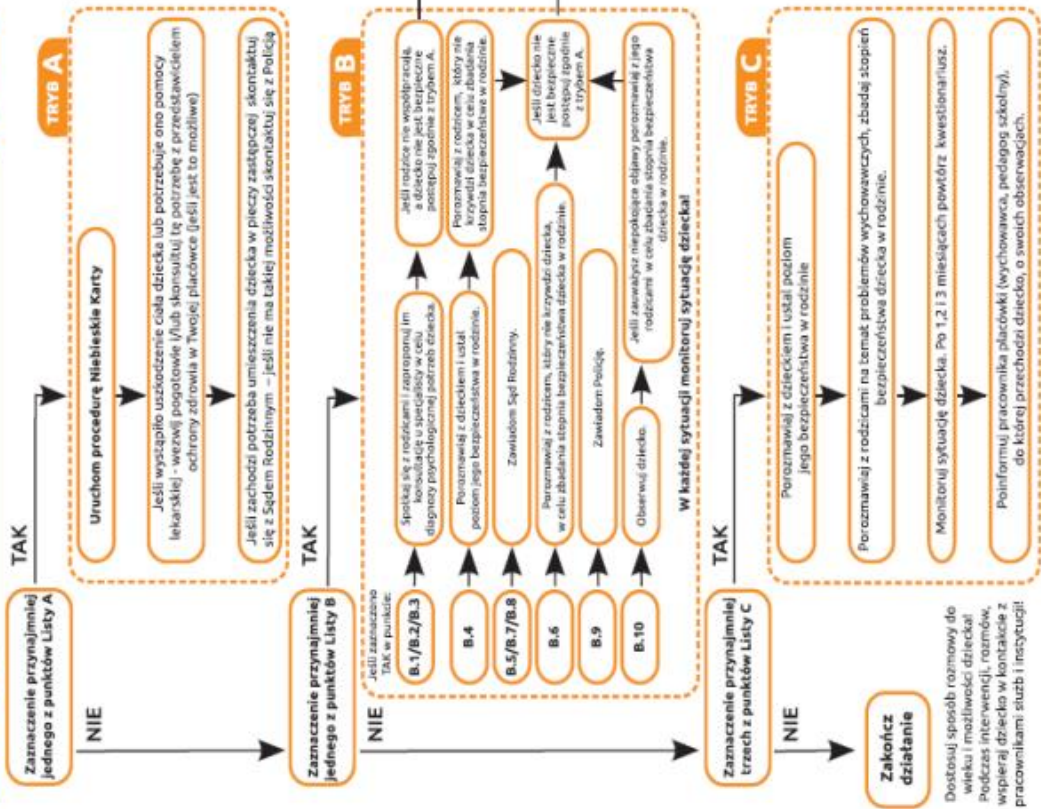 Zaznaczenie przynajmniej
jednego z punktów Listy A
TAK
NIE
TRYB A
Uruchom procedurę Niebieskie Karty
Jeśli wystąpiło uszkodzenie ciała dziecka lub potrzebuje ono pomocy
lekarskiej - wezwij pogotowie i/lub skonsultuj tę potrzebę z przedstawicielem
ochrony zdrowia w Twojej placówce (jeśli jest to możliwe)
Jeśli zachodzi potrzeba umieszczenia dziecka w pieczy zastępczej skontaktuj
się z Sądem Rodzinnym – jeśli nie ma takiej możliwości skontaktuj się z Policją
Zaznaczenie przynajmniej
jednego z punktów Listy B
TAK
NIE
TRYB B
Jeśli zaznaczono
TAK w punkcie:
B.1/B.2/B.3
Spotkaj się z rodzicami i zaproponuj im
konsultację u specjalisty w celu
diagnozy psychologicznej potrzeb dziecka.
Jeśli rodzice nie współpracują,
a dziecko nie jest bezpieczne
postępuj zgodnie z trybem A.
B.4
Porozmawiaj z dzieckiem i ustal
poziom jego bezpieczeństwa w rodzinie.
Porozmawiaj z rodzicem, który nie
krzywdzi dziecka w celu zbadania
stopnia bezpieczeństwa w rodzinie.
B.5/B.7/B.8
Zawiadom Sąd Rodzinny.
B.6
Porozmawiaj z rodzicem, który nie krzywdzi dziecka,
w celu zbadania stopnia bezpieczeństwa dziecka w rodzinie.
Jeśli dziecko nie
jest bezpieczne
postępuj zgodnie
z trybem A.
B.9
Zawiadom Policję.
B.10
Obserwuj dziecko.
Jeśli zauważysz niepokojące objawy porozmawiaj z jego
rodzicami w celu zbadania stopnia bezpieczeństwa
dziecka w rodzinie.
W każdej sytuacji monitoruj sytuację dziecka!
Zaznaczenie przynajmniej
trzech z punktów Listy C
TAK
NIE
TRYB C
Porozmawiaj z dzieckiem i ustal poziom
jego bezpieczeństwa w rodzinie
Porozmawiaj z rodzicami na temat problemów wychowawczych, zbadaj stopień
bezpieczeństwa dziecka w rodzinie.
Monitoruj sytuację dziecka. Po 1,2 i 3 miesiącach powtórz kwestionariusz.
Poinformuj pracownika placówki (wychowawca, pedagog szkolny),
do której przechodzi dziecko, o swoich obserwacjach.
Zakończ
działanie
Dostosuj sposób rozmowy do
wieku i możliwości dziecka!
Podczas interwencji, rozmów,
wspieraj dziecko w kontakcie z
pracownikami służb i instytucji!